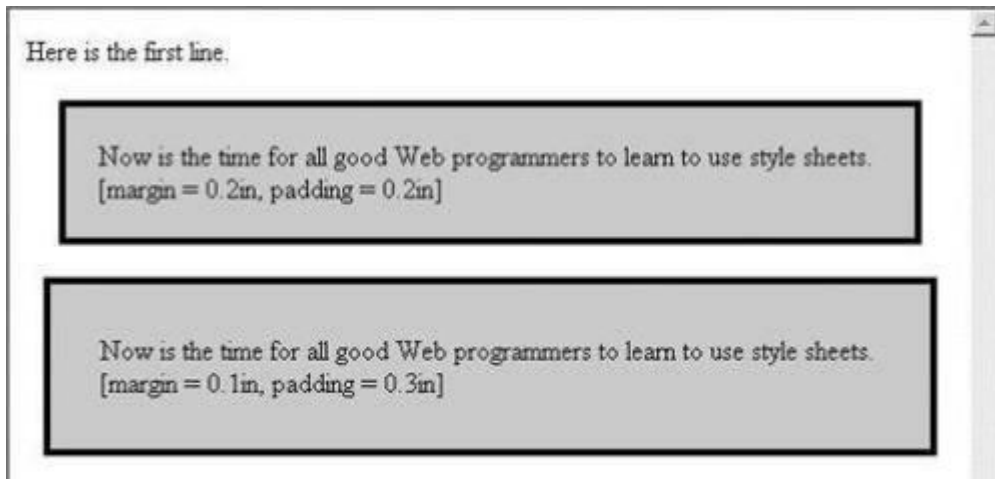 Here is the first line.
Now is the time for all good Web programmers to learn to use style sheets.
[margin = 0.2in, padding = 0.2in]
Now is the time for all good Web programmers to learn to use style sheets.
[margin = 0.1in, padding = 0.3in]